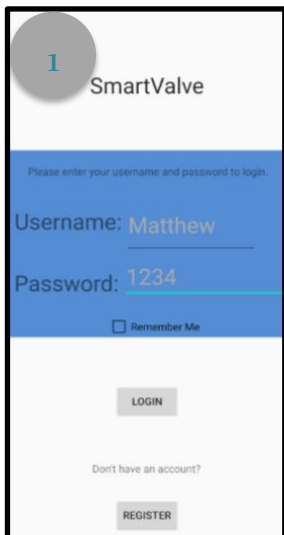 1
SmartValve
Please enter your username and password to login.
Username: Matthew
Password: 1234
Remember Me
LOGIN
Don't have an account?
REGISTER